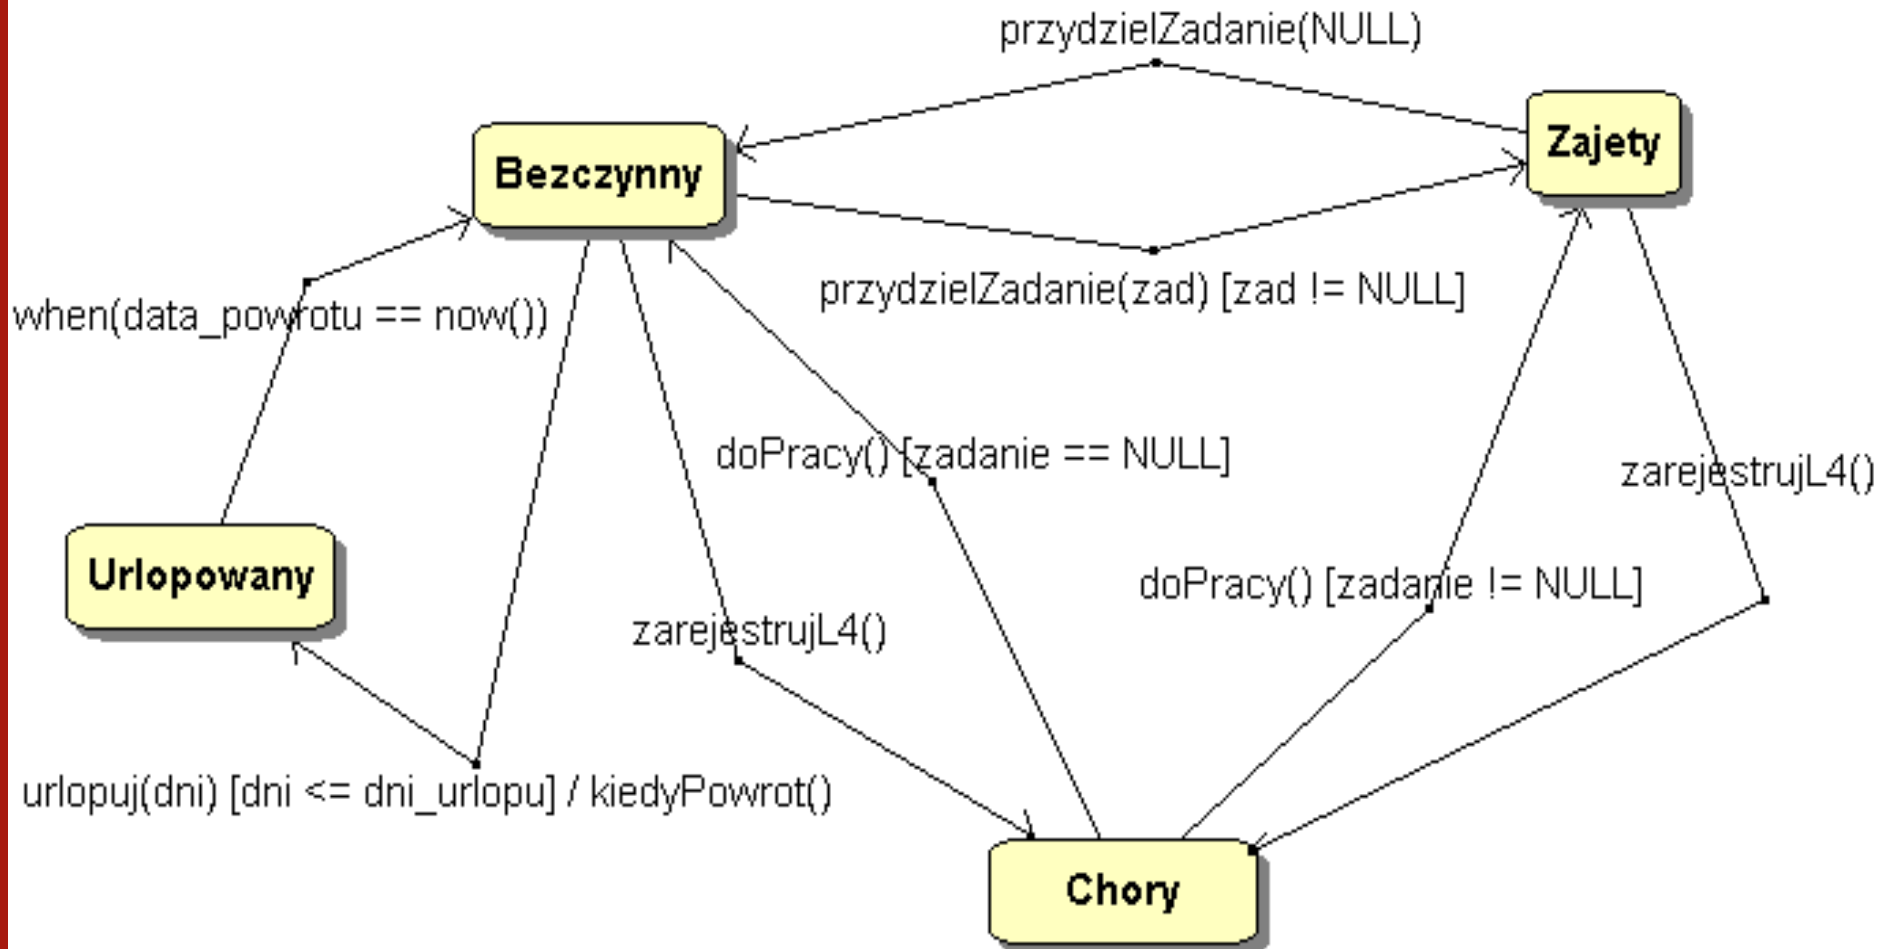 przydzielZadanie(NULL)
Bezczynny
Zajety
przydzielZadanie(zad) [zad != NULL]
when(data_powrotu == now())
doPracy() [zadanie == NULL]
zarejestrujL4()
Urlopowany
doPracy() [zadanie != NULL]
zarejestrujL4()
urlopuj(dni) [dni <= dni_urlopu] / kiedyPowrot()
Chory